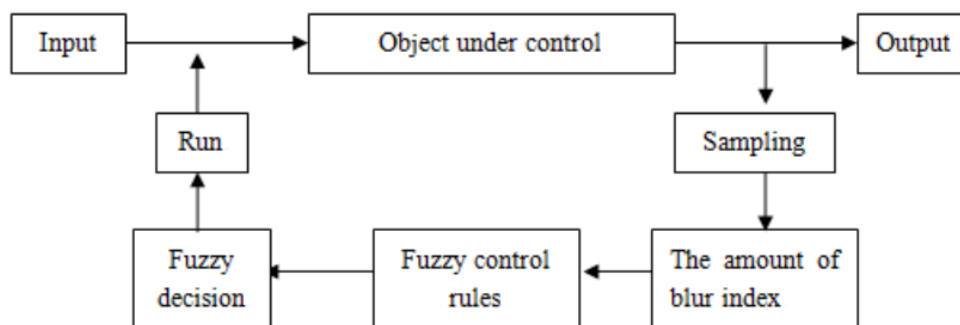 Input
Object under control
Output
Run
Sampling
Fuzzy
decision
Fuzzy control
rules
The amount of
blur index